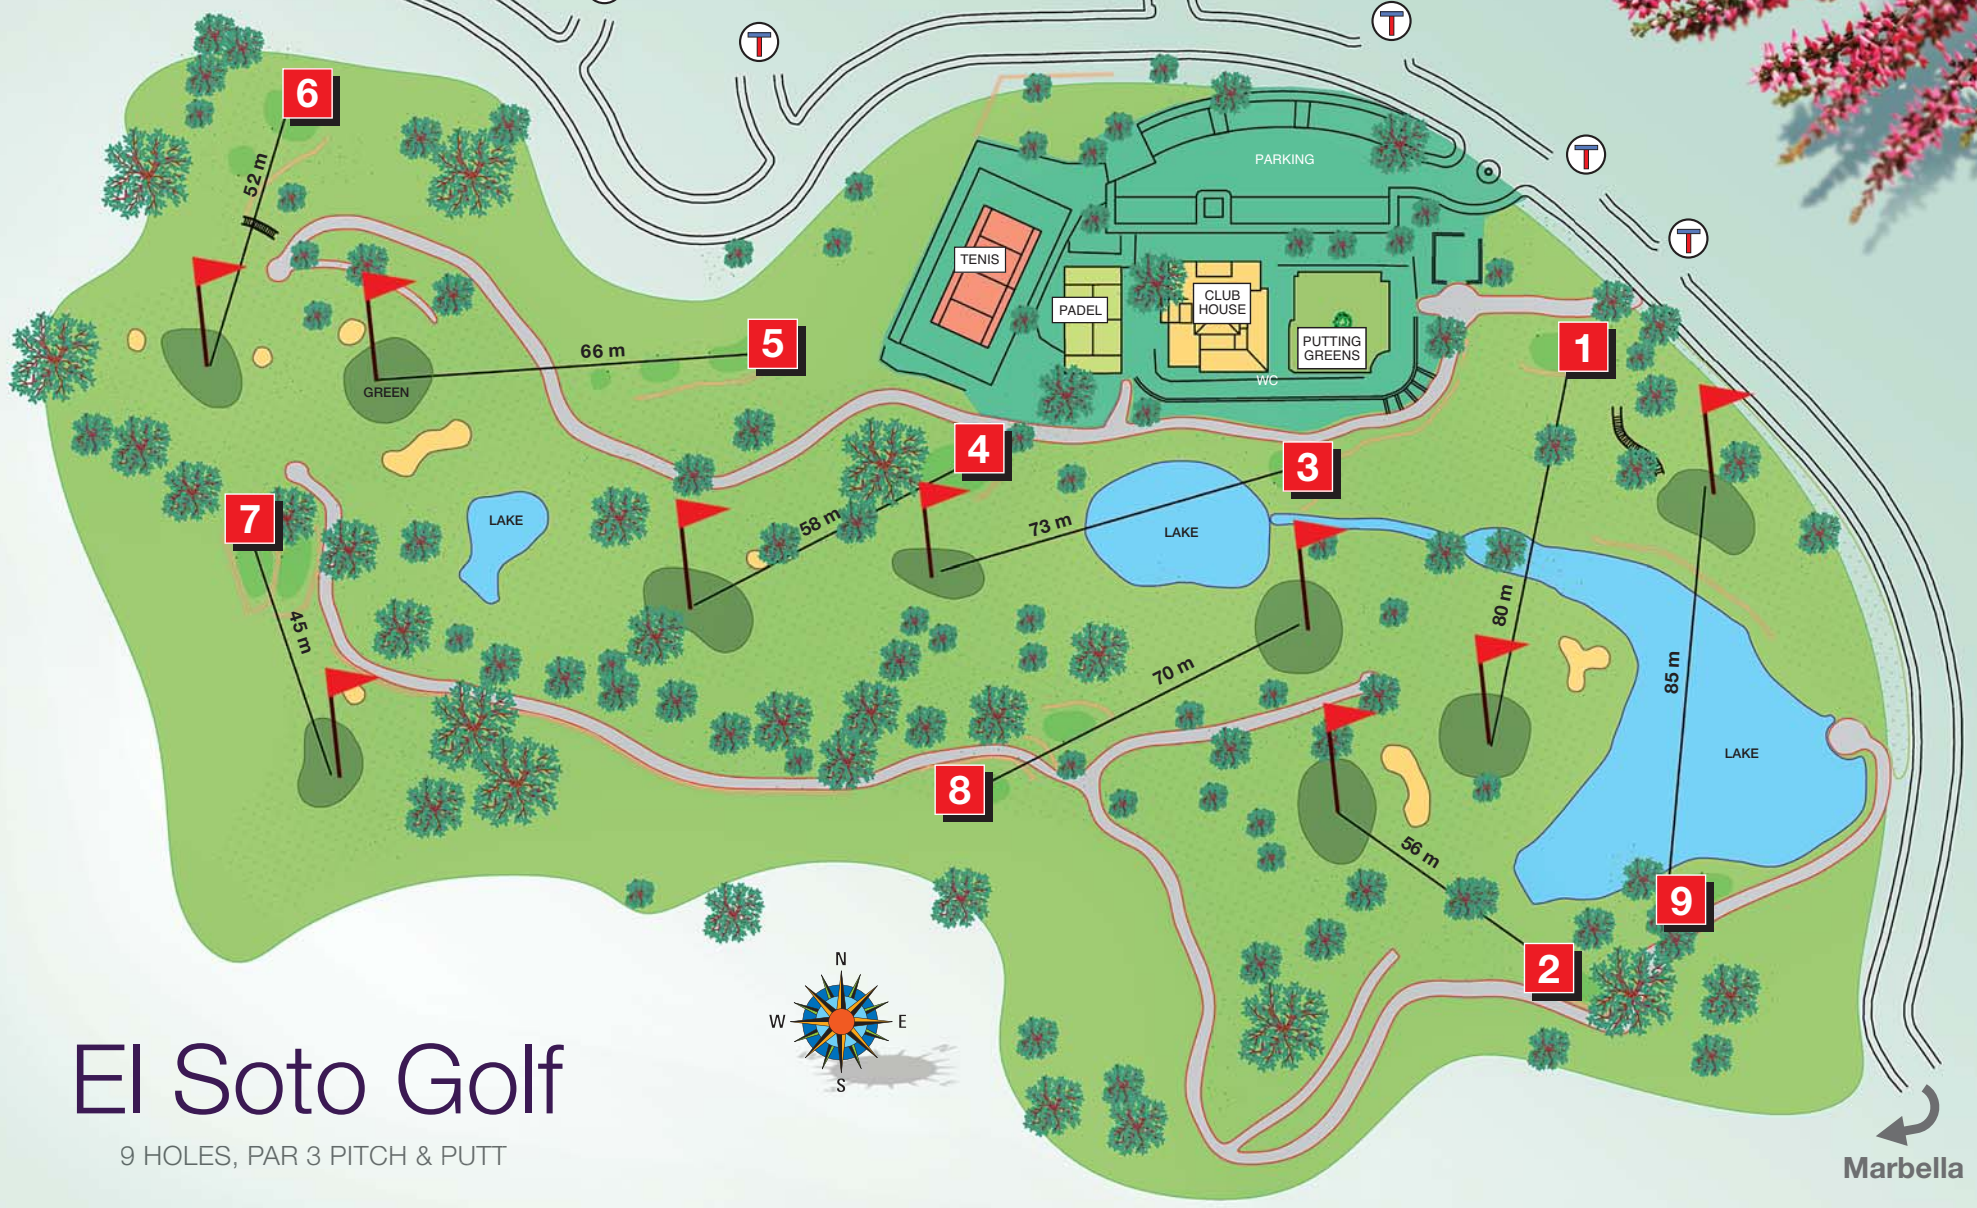 T
T
T
T
6
52 m
PARKING
TENIS
PADEL
CLUB
HOUSE
PUTTING
GREENS
WC
1
5
66 m
GREEN
4
3
58 m
73 m
7
LAKE
LAKE
45 m
80 m
85 m
70 m
LAKE
8
56 m
9
2
N
W
E
S
El Soto Golf
9 HOLES, PAR 3 PITCH & PUTT
Marbella